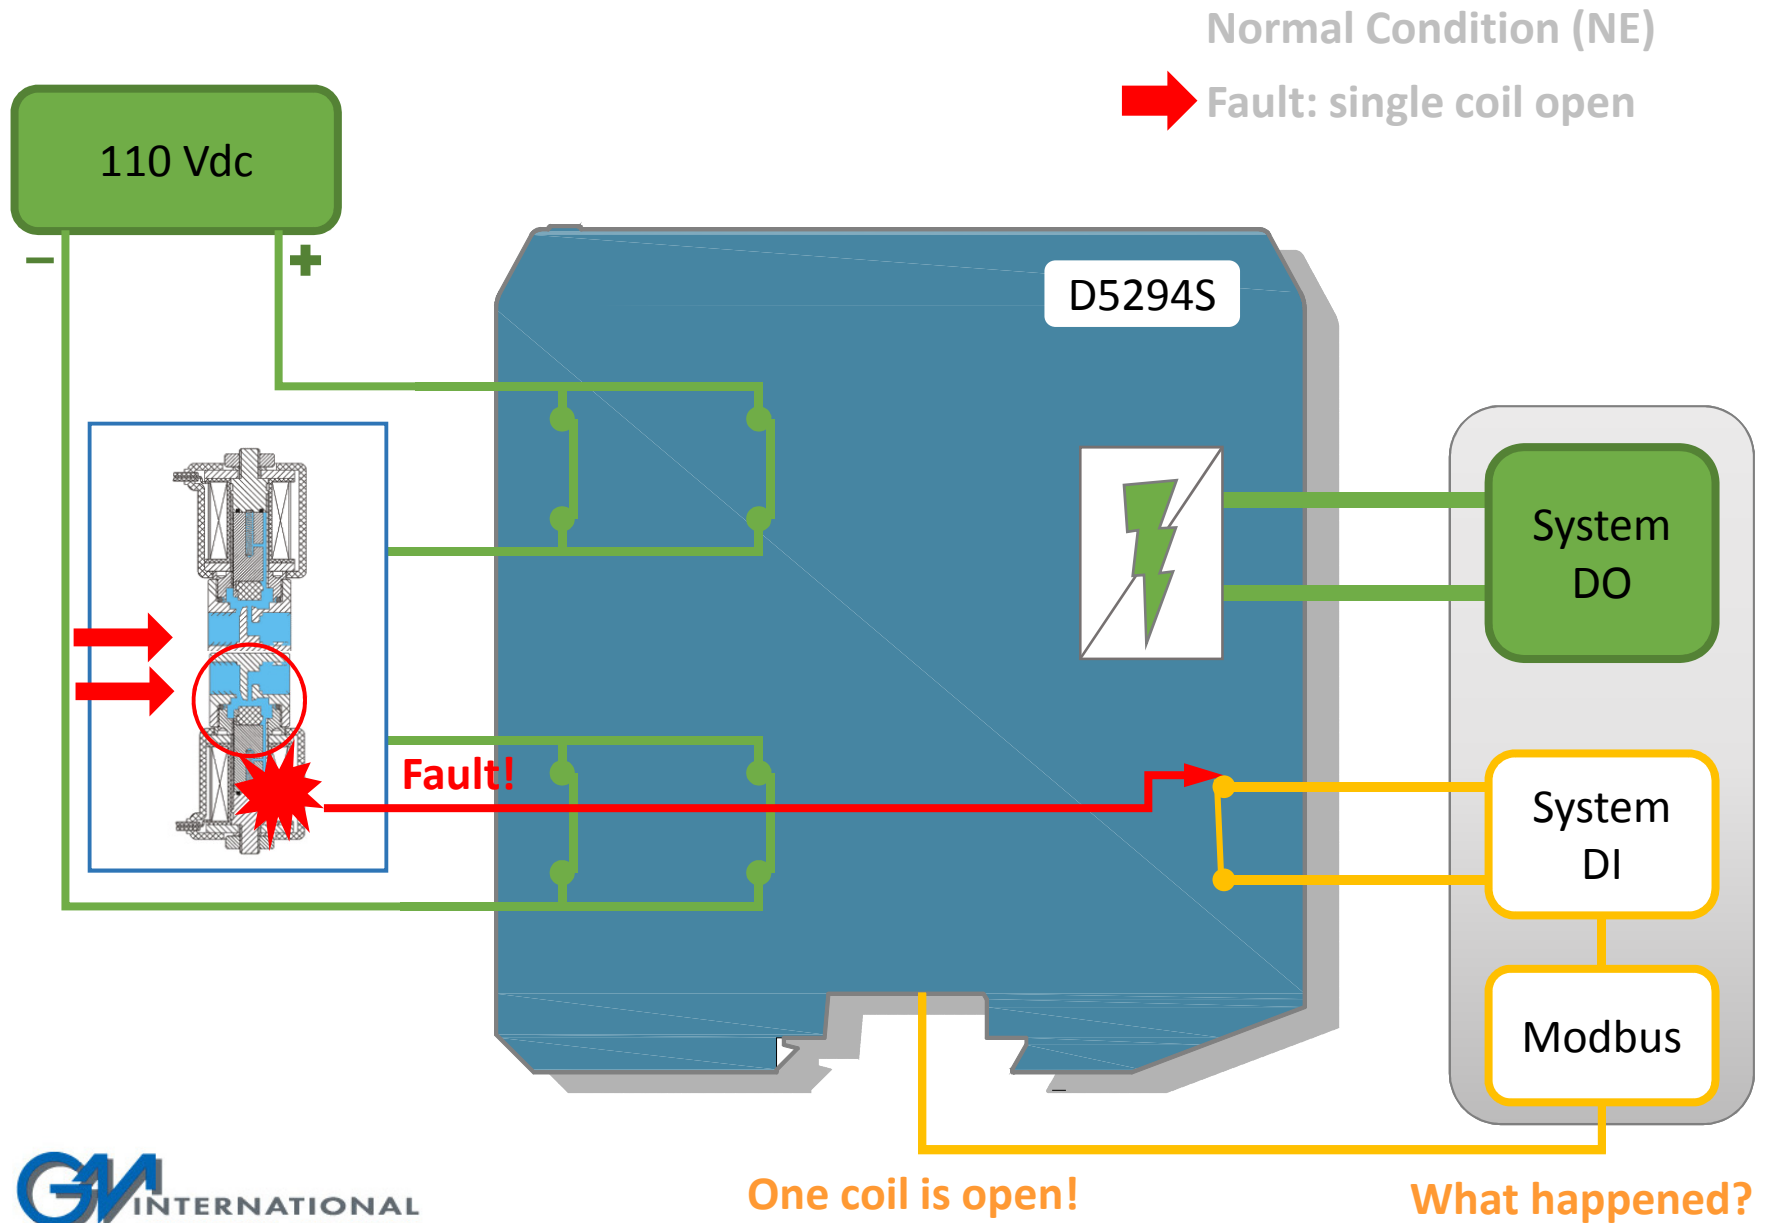 Normal Condition (NE)
Fault: single coil open
110 Vdc
–
+
D5294S
System
DO
Fault!
System
DI
Modbus
One coil is open!
What happened?
GM INTERNATIONAL